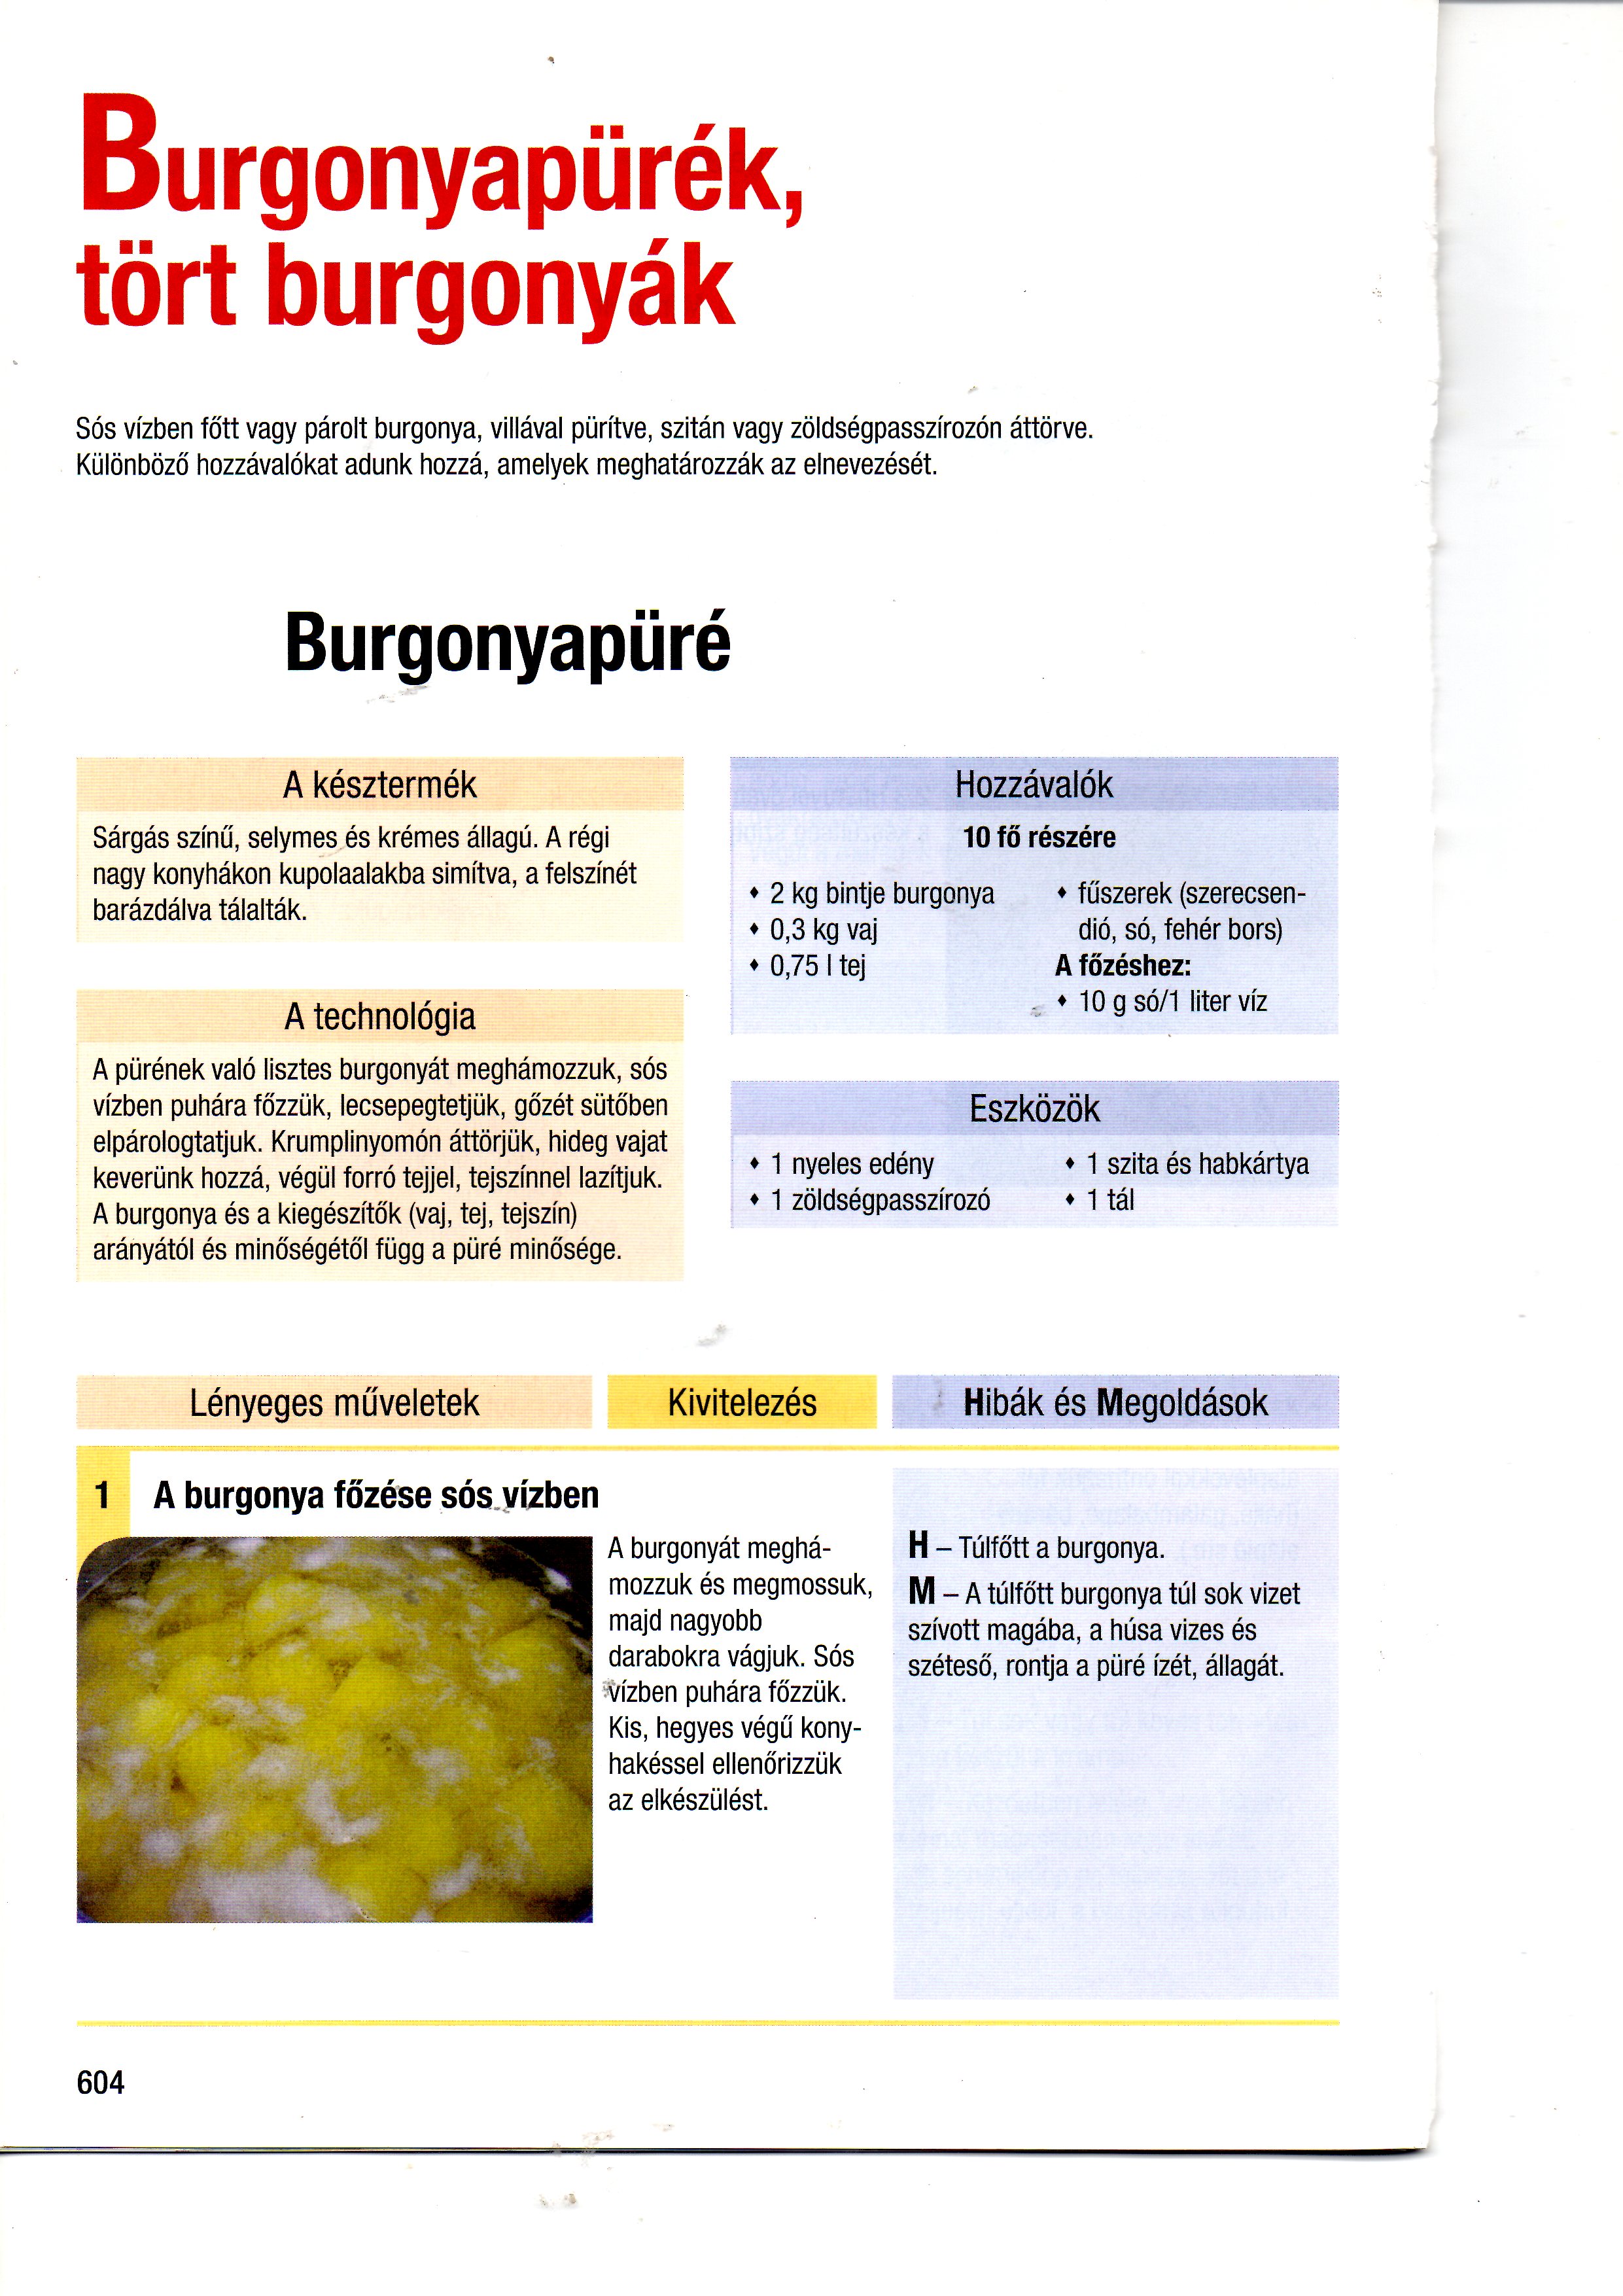 Burgonyapürék,
tört burgonyák
Sós vízben főtt vagy párolt burgonya, villával pürítve, szitán vagy zöldségpasszírozón áttörve.
Különböző hozzávalókat adunk hozzá, amelyek meghatározzák az elnevezését.
Burgonyapüré
A késztermék
Sárgás színű, selymes és krémes állagú. A régi
nagy konyhákon kupolaalakba simítva, a felszínét
barázdálva tálalták.
A technológia
A pürének való lisztes burgonyát meghámozzuk, sós
vízben puhára főzzük, lecsepegtetjük, gőzét sütőben
elpárologtatjuk. Krumplinyomón áttörjük, hideg vajat
keverünk hozzá, végül forró tejjel, tejszínnel lazítjuk.
A burgonya és a kiegészítők (vaj, tej, tejszín)
arányától és minőségétől függ a püré minősége.
Hozzávalók
10 fő részére
• 2 kg bintje burgonya
• 0,3 kg vaj
• 0,75 l tej
• fűszerek (szerecsen-
dió, só, fehér bors)
A főzéshez:
• 10 g só/1 liter víz
Eszközök
• 1 nyeles edény
• 1 zöldségpasszírozó
• 1 szita és habkártya
• 1 tál
Lényeges műveletek
Kivitelezés
Hibák és Megoldások
1 A burgonya főzése sós vízben
A burgonyát meghá-
mozzuk és megmossuk,
majd nagyobb
darabokra vágjuk. Sós
vízben puhára főzzük.
Kis, hegyes végű kony-
hakéssel ellenőrizzük
az elkészülést.
H – Túlfőtt a burgonya.
M – A túlfőtt burgonya túl sok vizet
szívott magába, a húsa vizes és
széteső, rontja a püré ízét, állagát.
604